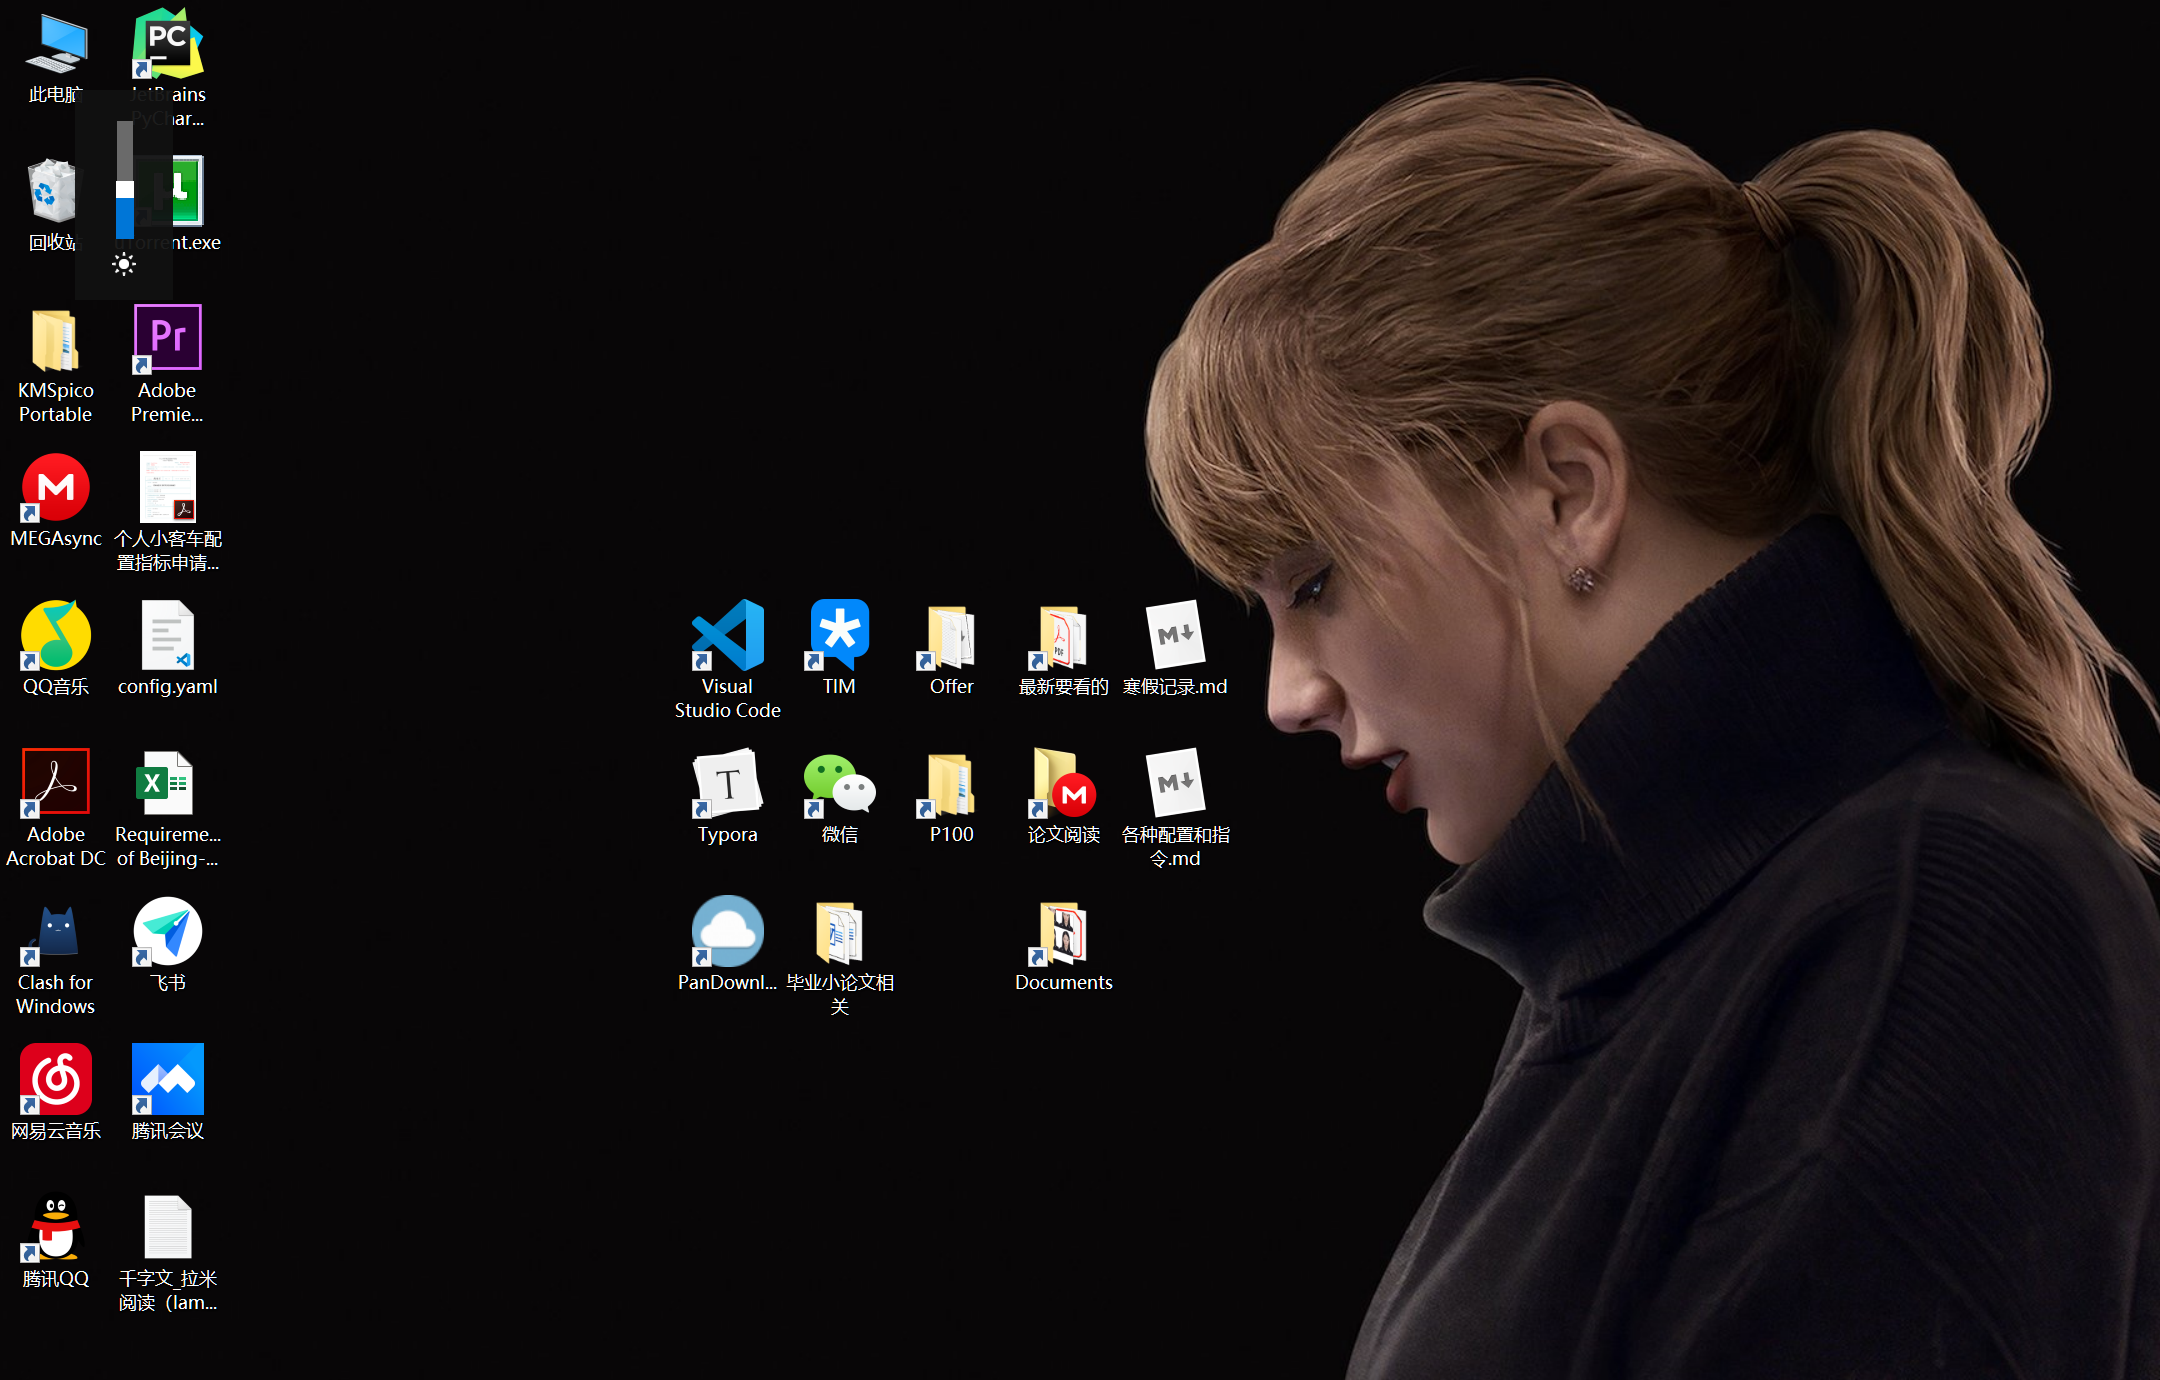 此电脑
PC
JetBrains
PyChar...
回收站
µ
uTorrent.exe
KMSpico
Portable
Pr
Adobe
Premie...
M
MEGAsync
个人小客车配
置指标申请...
QQ音乐
config.yaml
Adobe
Acrobat DC
X
Requireme...
of Beijing-...
Clash for
Windows
飞书
网易云音乐
腾讯会议
腾讯QQ
千字文_拉米
阅读（lam...
Visual
Studio Code
TIM
Offer
PDF
最新要看的
M
寒假记录.md
T
Typora
微信
P100
M
论文阅读
M
各种配置和指
令.md
PanDownl...
W
毕业小论文相
关
Documents